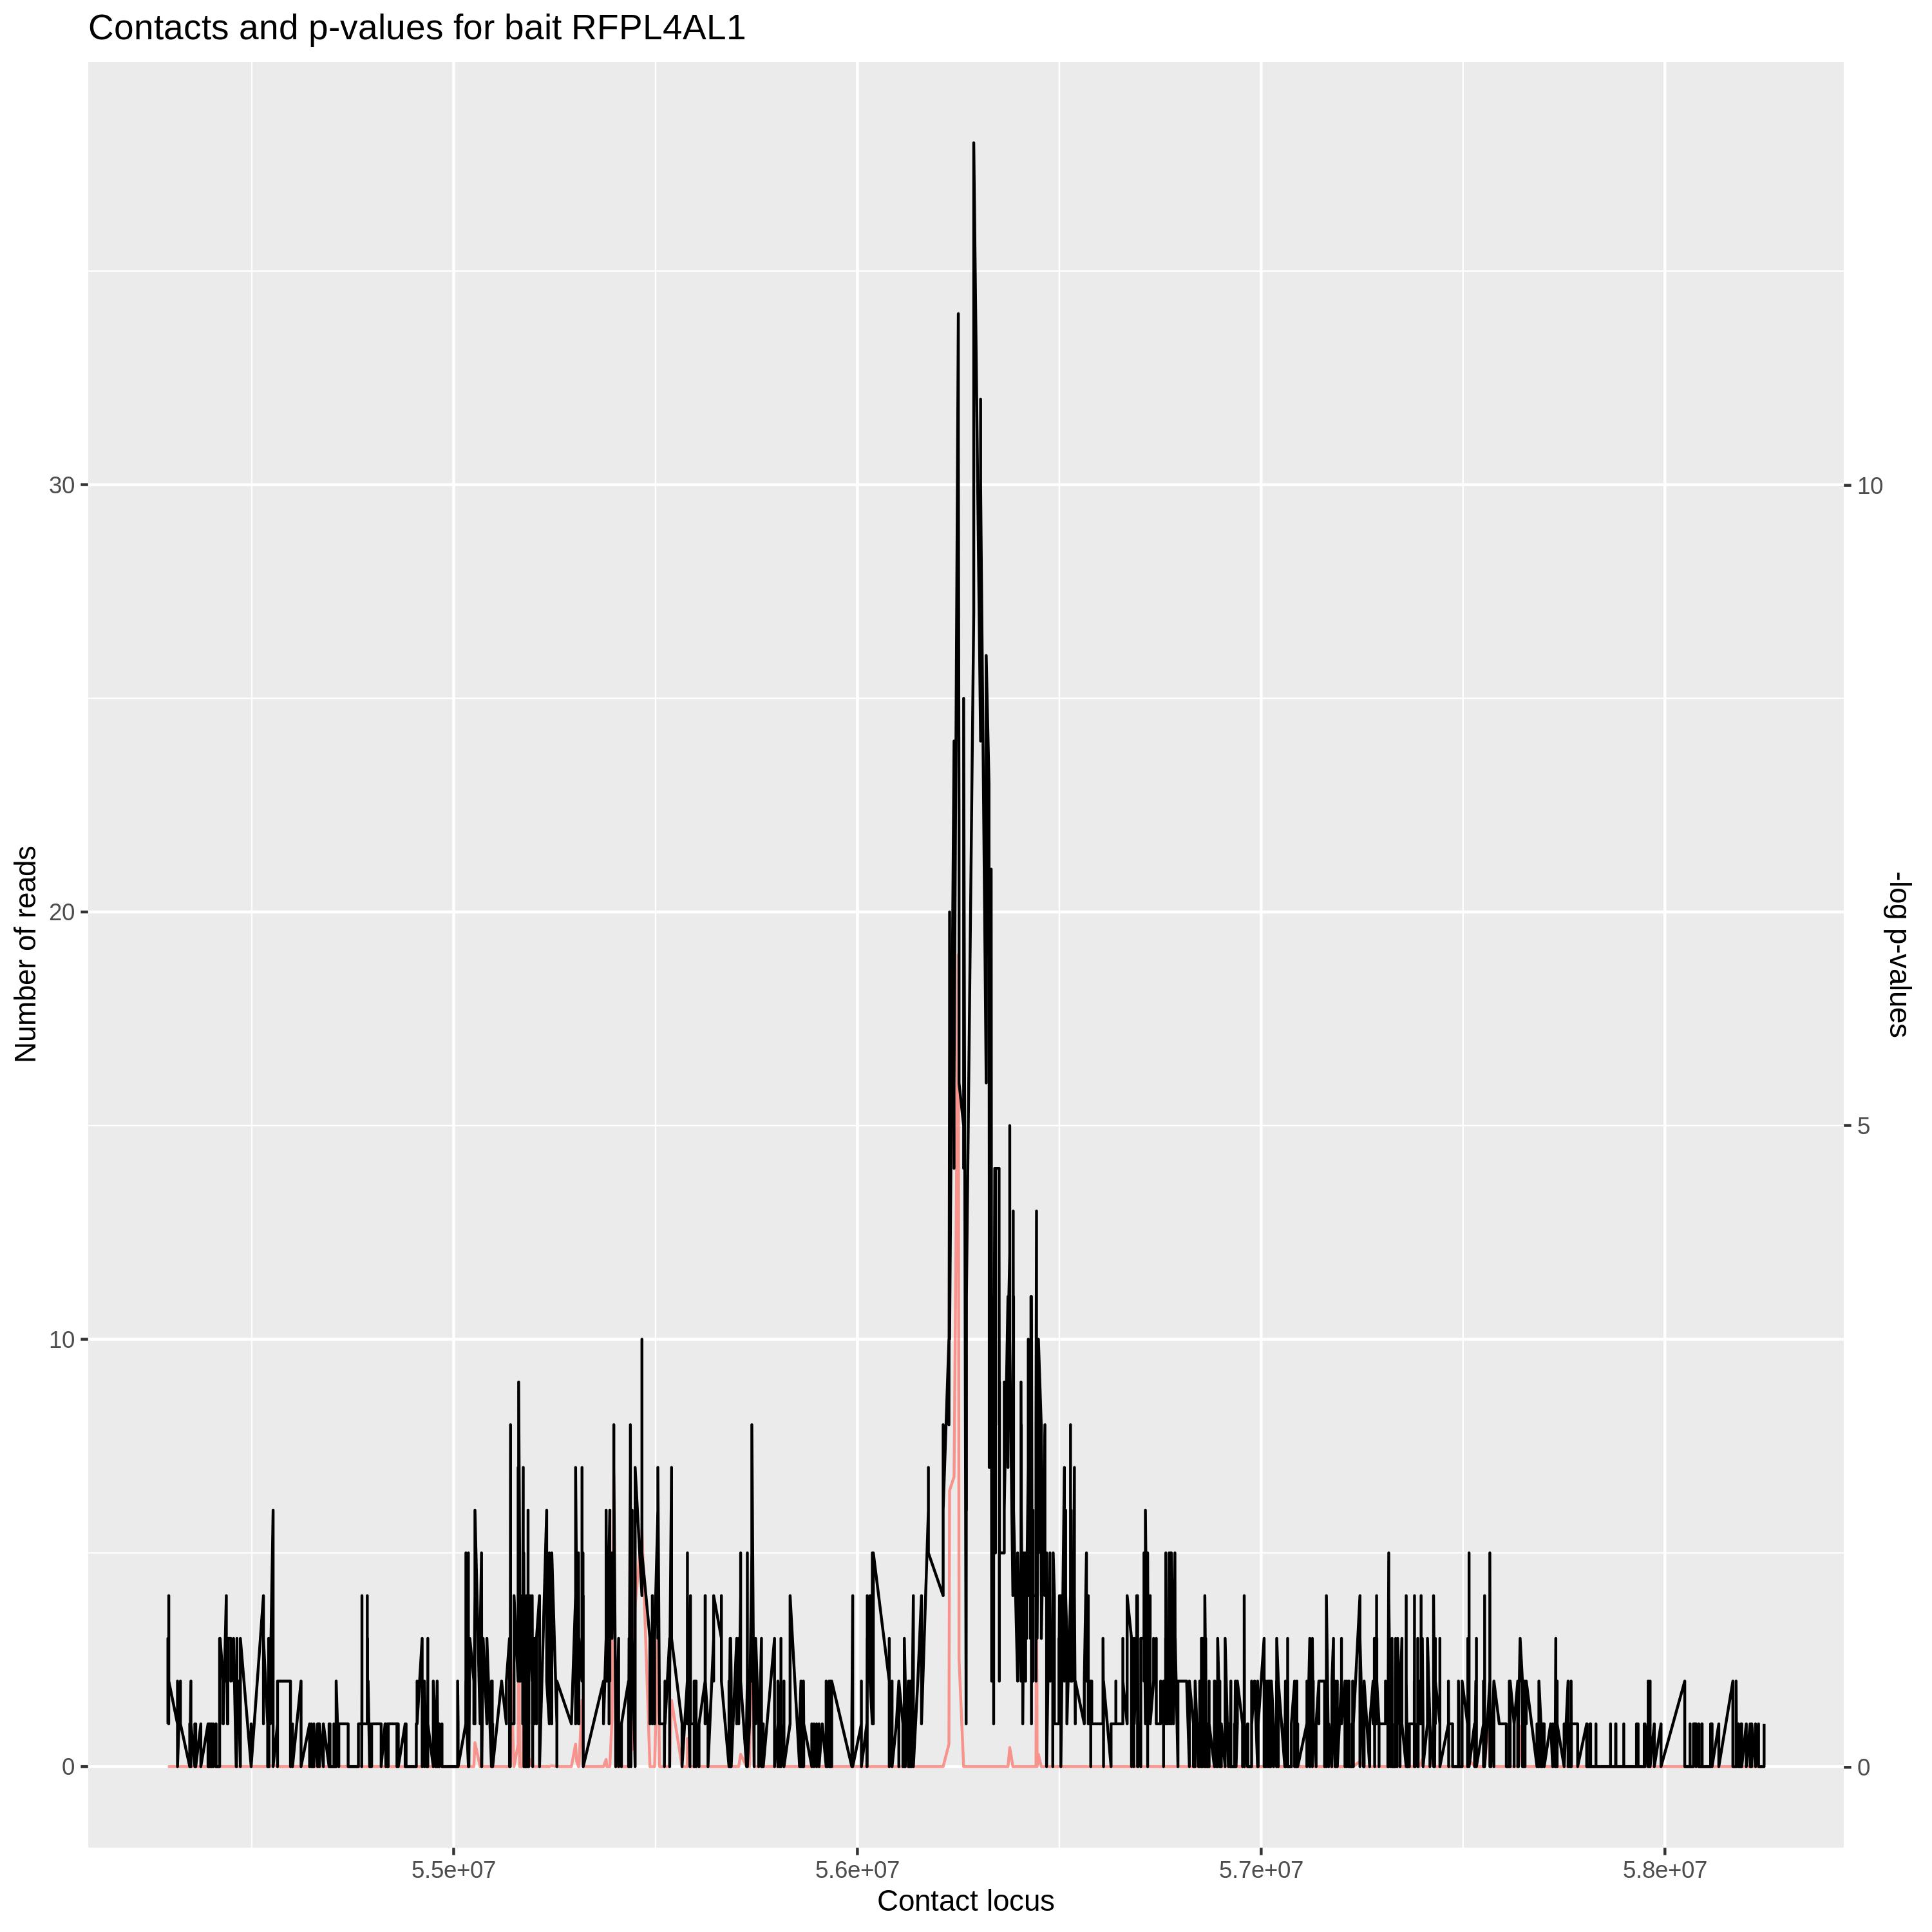 Contacts and p-values for bait RFPL4AL1
30
20
10
0
Number of reads
10
5
0
-log p-values
5.5e+07
5.6e+07
5.7e+07
5.8e+07
Contact locus